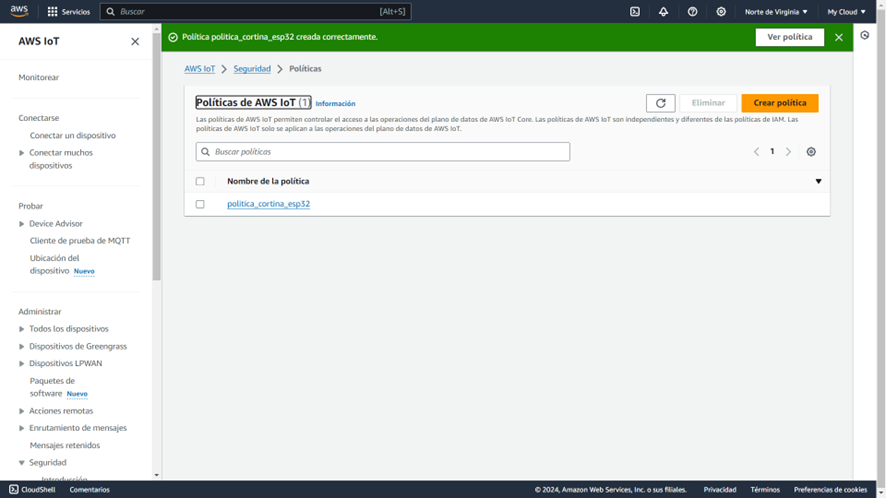 aws
Servicios
Buscar
[Alt+S]
Norte de Virginia
My Cloud
AWS IoT
Política politica_cortina_esp32 creada correctamente.
Ver política
Monitorear
Conectarse
Conectar un dispositivo
Conectar muchos
dispositivos
Probar
Device Advisor
Cliente de prueba de MQTT
Ubicación del
dispositivo Nuevo
Administrar
Todos los dispositivos
Dispositivos de Greengrass
Dispositivos LPWAN
Paquetes de
software Nuevo
Acciones remotas
Enrutamiento de mensajes
Mensajes retenidos
Seguridad
Introducción
AWS IoT > Seguridad > Políticas
Políticas de AWS IoT (1) Información
Eliminar
Crear política
Las políticas de AWS IoT permiten controlar el acceso a las operaciones del plano de datos de AWS IoT Core. Las políticas de AWS IoT son independientes y diferentes de las políticas de IAM. Las
políticas de AWS IoT solo se aplican a las operaciones del plano de datos de AWS IoT.
Buscar políticas
1
Nombre de la política
politica_cortina_esp32
CloudShell
Comentarios
© 2024, Amazon Web Services, Inc. o sus filiales.
Privacidad
Términos
Preferencias de cookies